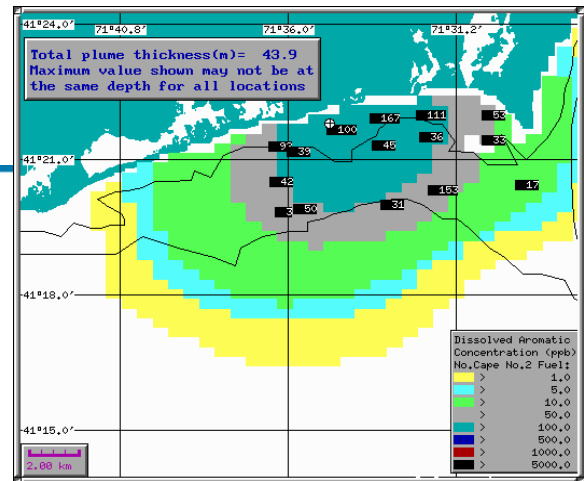 41°24.0'
71°40.8' 71°36.0' 71°31.2'
Total plume thickness(m)= 43.9
Maximum value shown may not be at
the same depth for all locations
167 111 53
100 36 33
39 45
41°21.0'
42 153 17
3 50 31
41°18.0'
Dissolved Aromatic
Concentration (ppb)
No.Cape No.2 Fuel:
> 1.0
> 5.0
> 10.0
> 50.0
> 100.0
> 500.0
> 1000.0
> 5000.0
41°15.0'
2.00 km